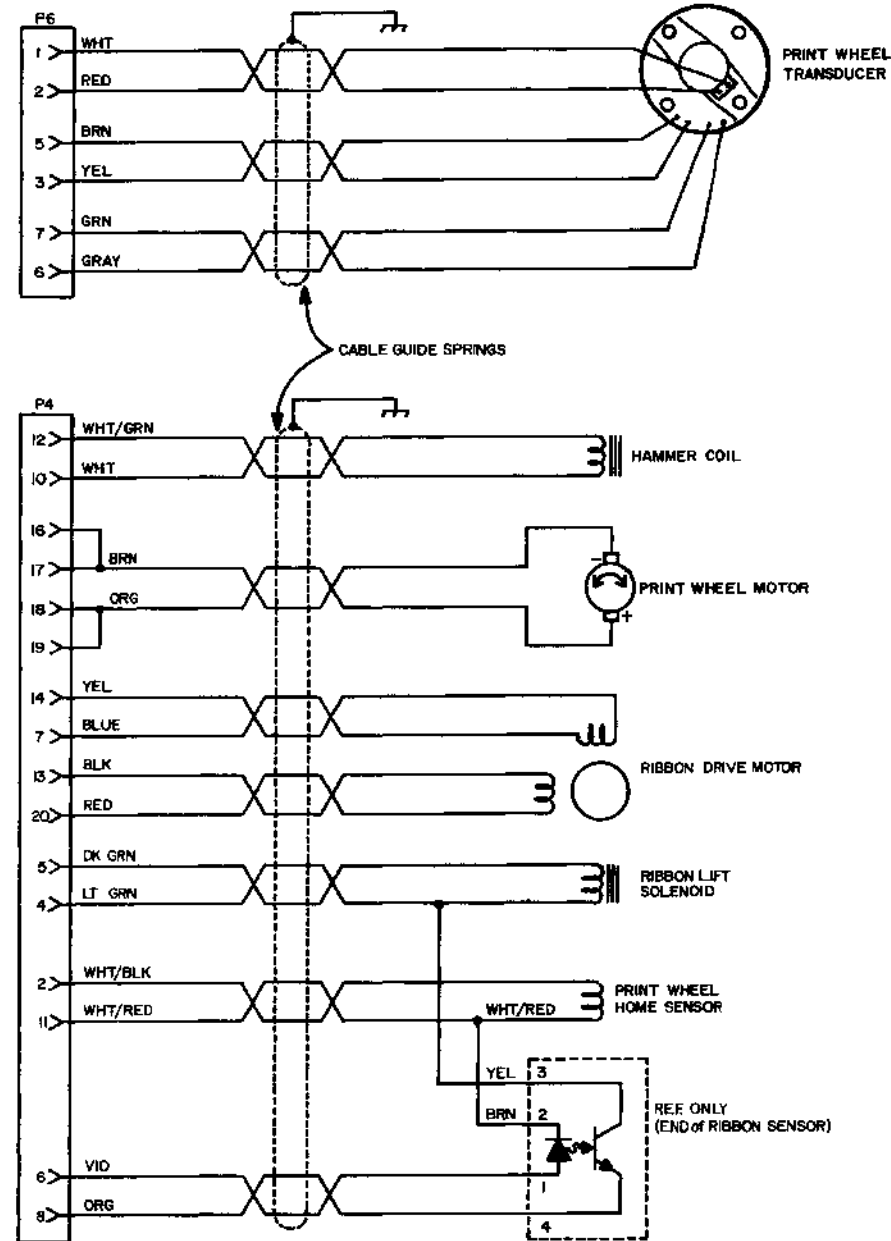 P6
1 WHT
2 RED
5 BRN
3 YEL
7 GRN
6 GRAY
PRINT WHEEL
TRANSDUCER
CABLE GUIDE SPRINGS
P4
12 WHT/GRN
10 WHT
HAMMER COIL
16
17 BRN
18 ORG
19
-
PRINT WHEEL MOTOR
+
14 YEL
7 BLUE
13 BLK
20 RED
RIBBON DRIVE MOTOR
5 DK GRN
4 LT GRN
RIBBON LIFT
SOLENOID
2 WHT/BLK
11 WHT/RED
WHT/RED
PRINT WHEEL
HOME SENSOR
YEL 3
BRN 2
REF ONLY
(END of RIBBON SENSOR)
6 VIO
1
8 ORG
4